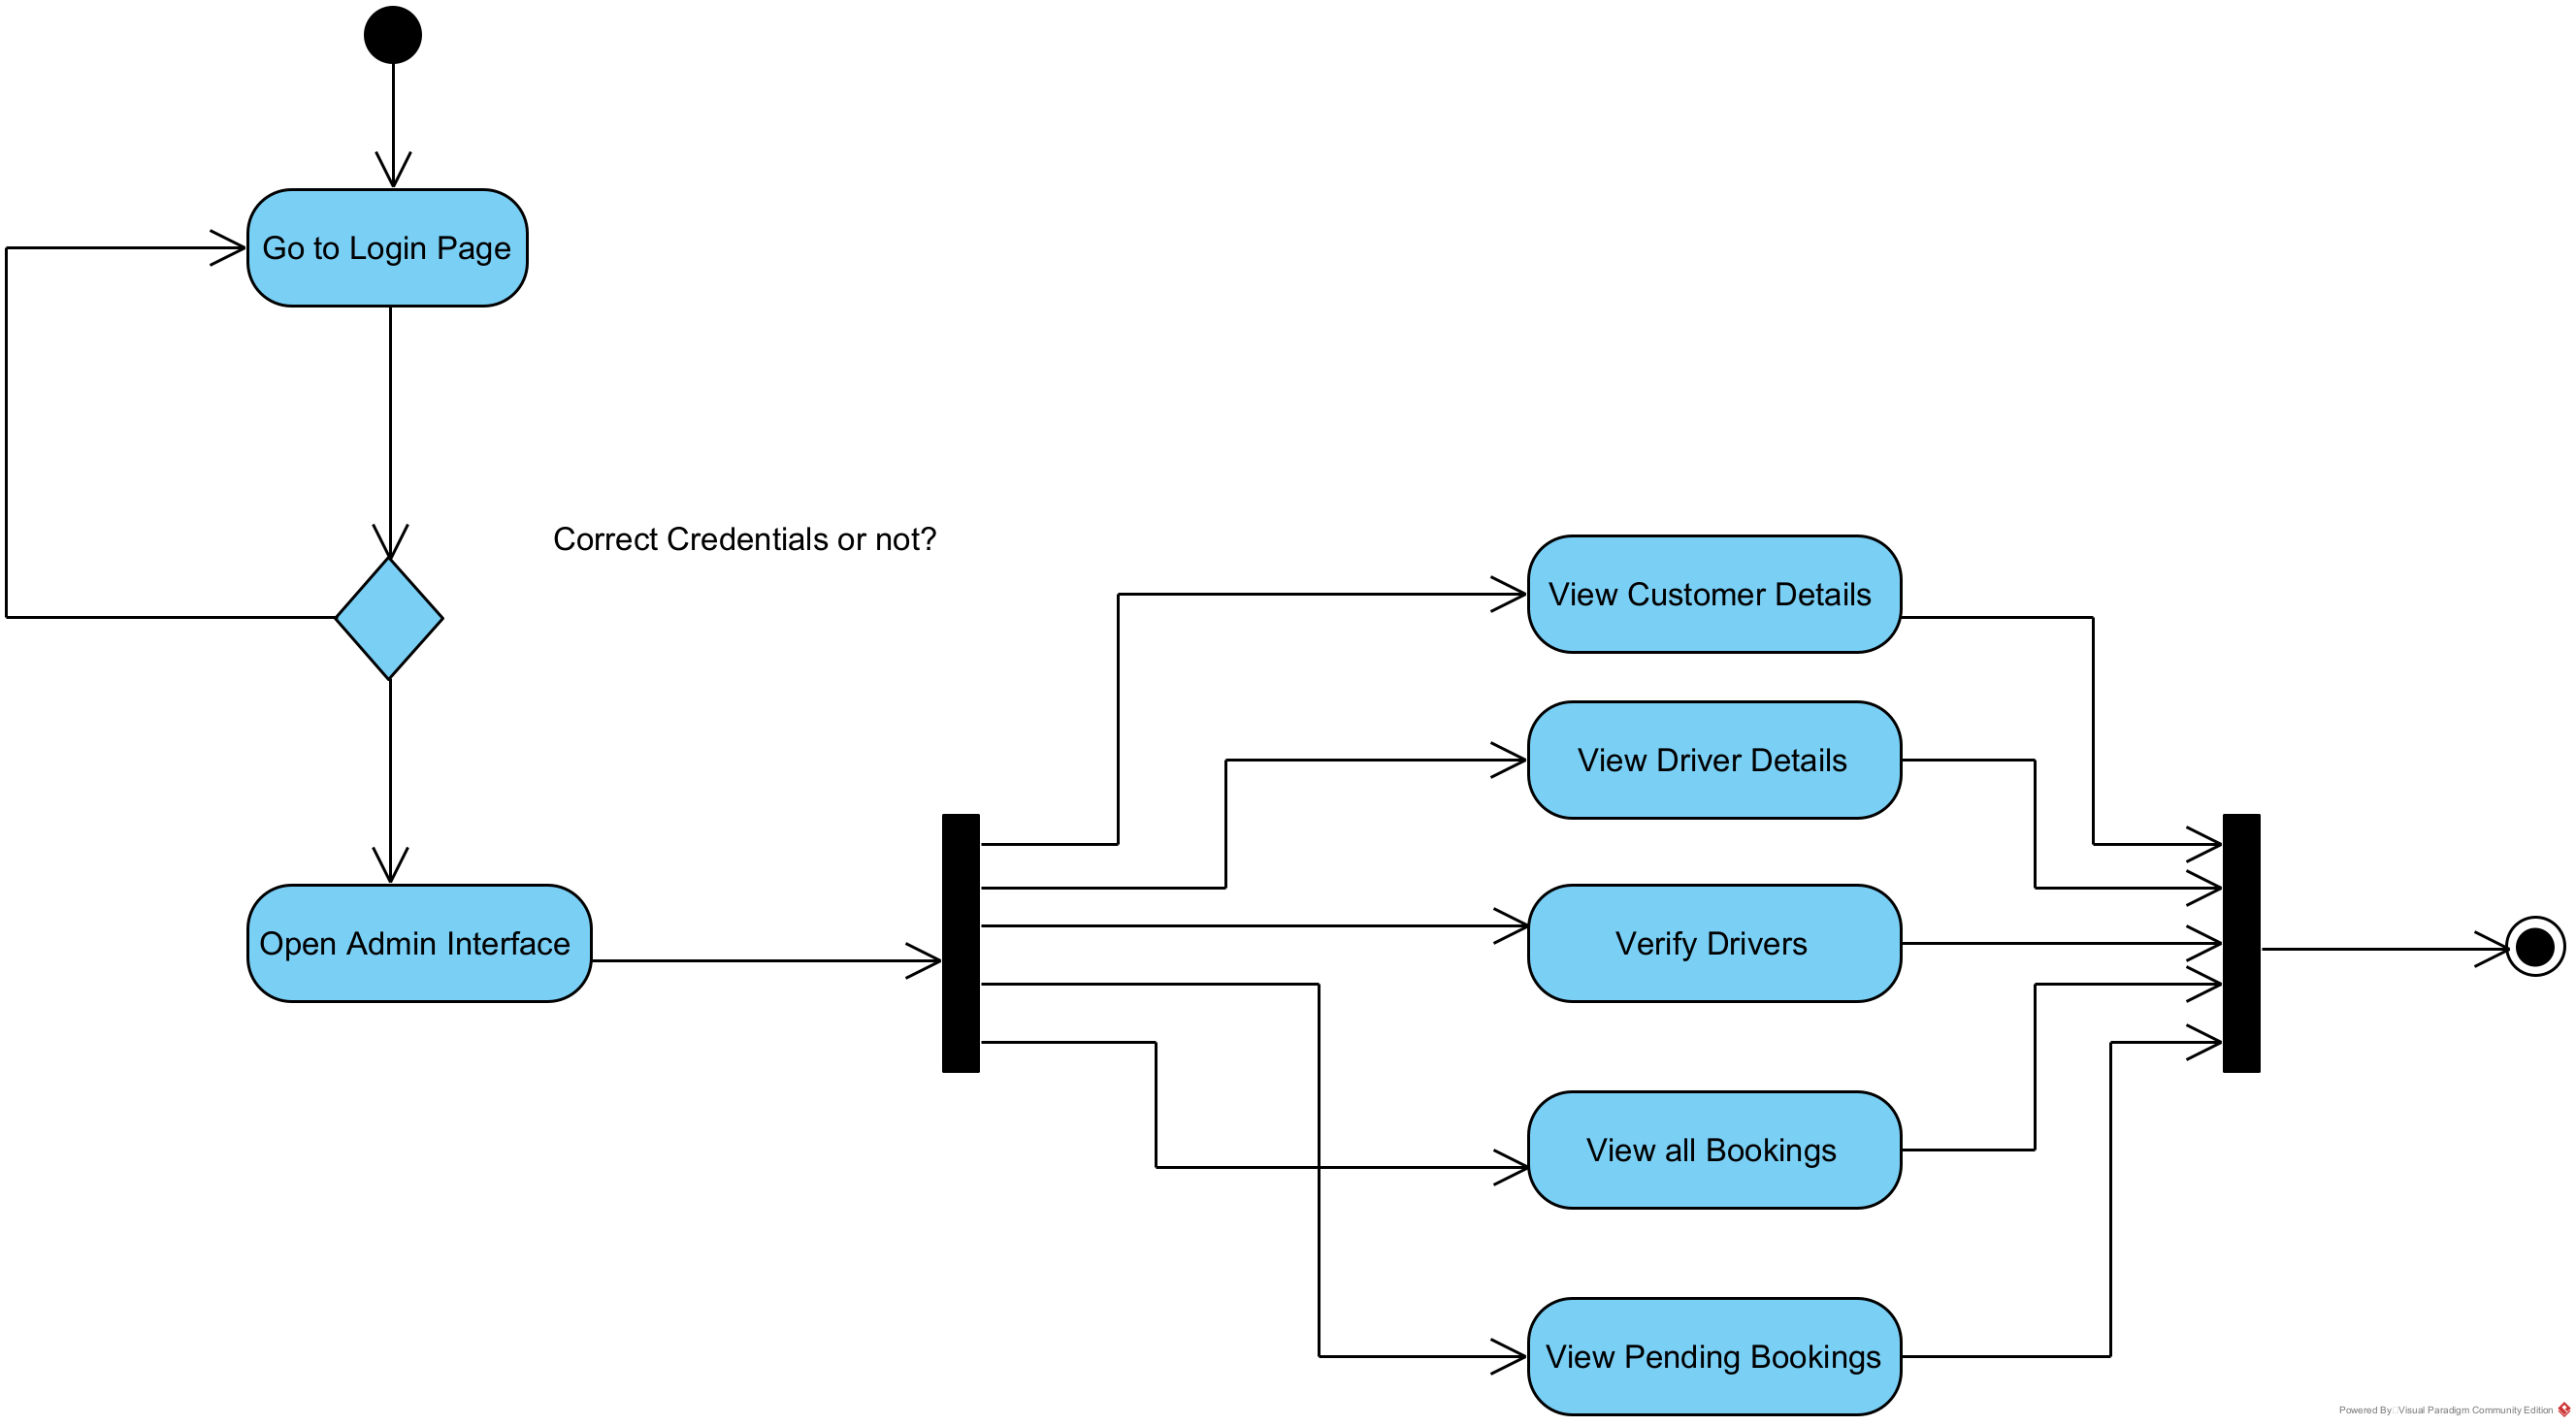 Go to Login Page
Correct Credentials or not?
View Customer Details
View Driver Details
Open Admin Interface
Verify Drivers
View all Bookings
View Pending Bookings
Powered By Visual Paradigm Community Edition